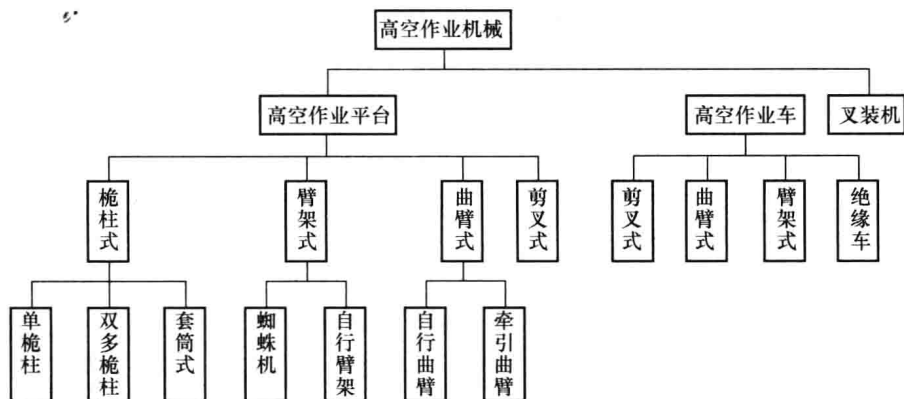 高空作业机械
高空作业平台
高空作业车
叉装机
桅柱式
臂架式
曲臂式
剪叉式
剪叉式
曲臂式
臂架式
绝缘车
单桅柱
双多桅柱
套筒式
蜘蛛机
自行臂架
自行曲臂
牵引曲臂